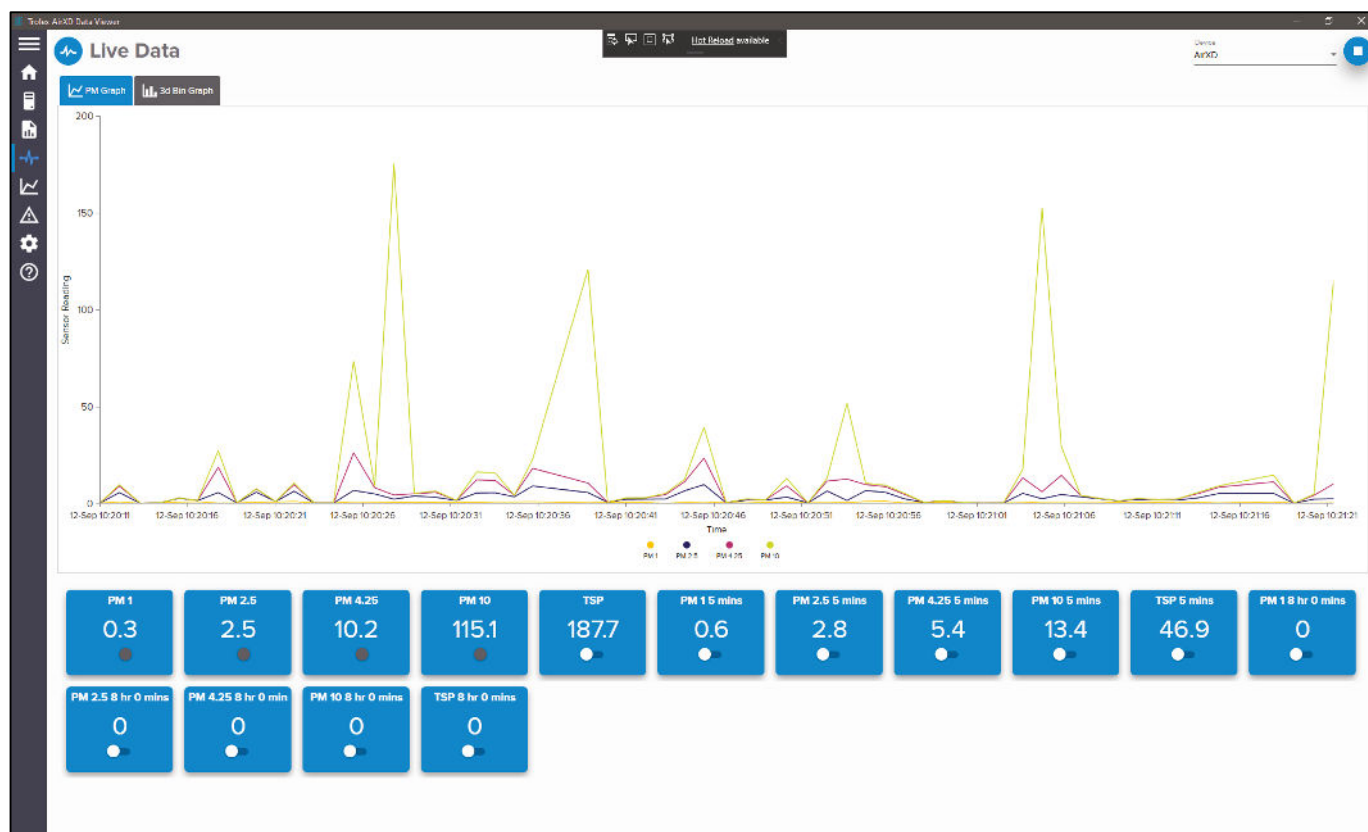 Trolex AirXD Data Viewer
Live Data
Hot Reload available
Device
AirXD
PM Graph
3d Bin Graph
200
150
100
50
0
Sensor Reading
12-Sep 10:20:11 12-Sep 10:20:16 12-Sep 10:20:21 12-Sep 10:20:26 12-Sep 10:20:31 12-Sep 10:20:36 12-Sep 10:20:41 12-Sep 10:20:46 12-Sep 10:20:51 12-Sep 10:20:56 12-Sep 10:21:01 12-Sep 10:21:06 12-Sep 10:21:11 12-Sep 10:21:16 12-Sep 10:21:21
Time
PM 1 PM 2.5 PM 4.25 PM 10
PM 1 PM 2.5 PM 4.25 PM 10 TSP PM 1 5 mins PM 2.5 5 mins PM 4.25 5 mins PM 10 5 mins TSP 5 mins PM 1 8 hr 0 mins
0.3 2.5 10.2 115.1 187.7 0.6 2.8 5.4 13.4 46.9 0
PM 2.5 8 hr 0 mins PM 4.25 8 hr 0 min PM 10 8 hr 0 mins TSP 8 hr 0 mins
0 0 0 0